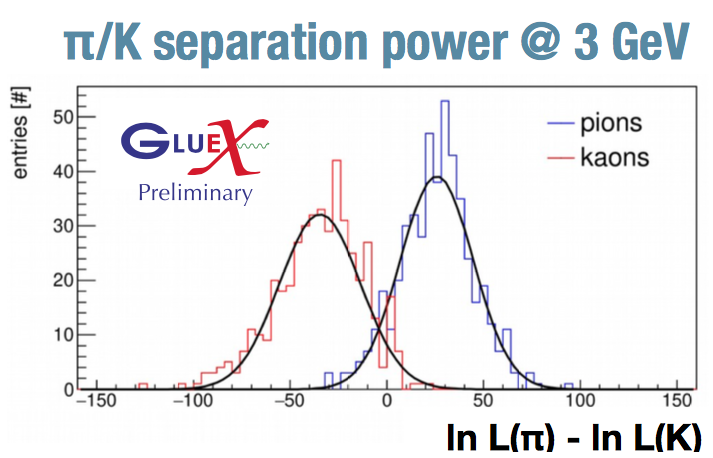 π/K separation power @ 3 GeV
entries [#]
50
40
30
20
10
0
GLUEX
Preliminary
pions
kaons
−150 −100 −50 0 50 100 150
ln L(π) - ln L(K)